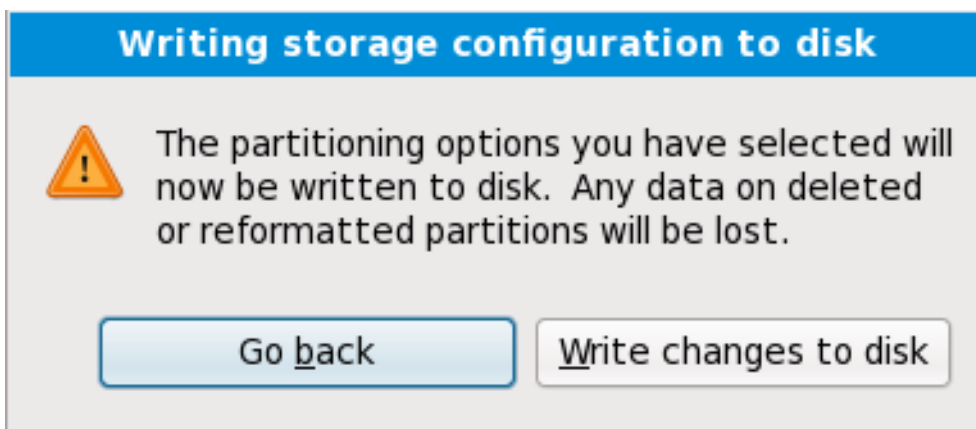 Writing storage configuration to disk
The partitioning options you have selected will
now be written to disk.  Any data on deleted
or reformatted partitions will be lost.
Go back
Write changes to disk